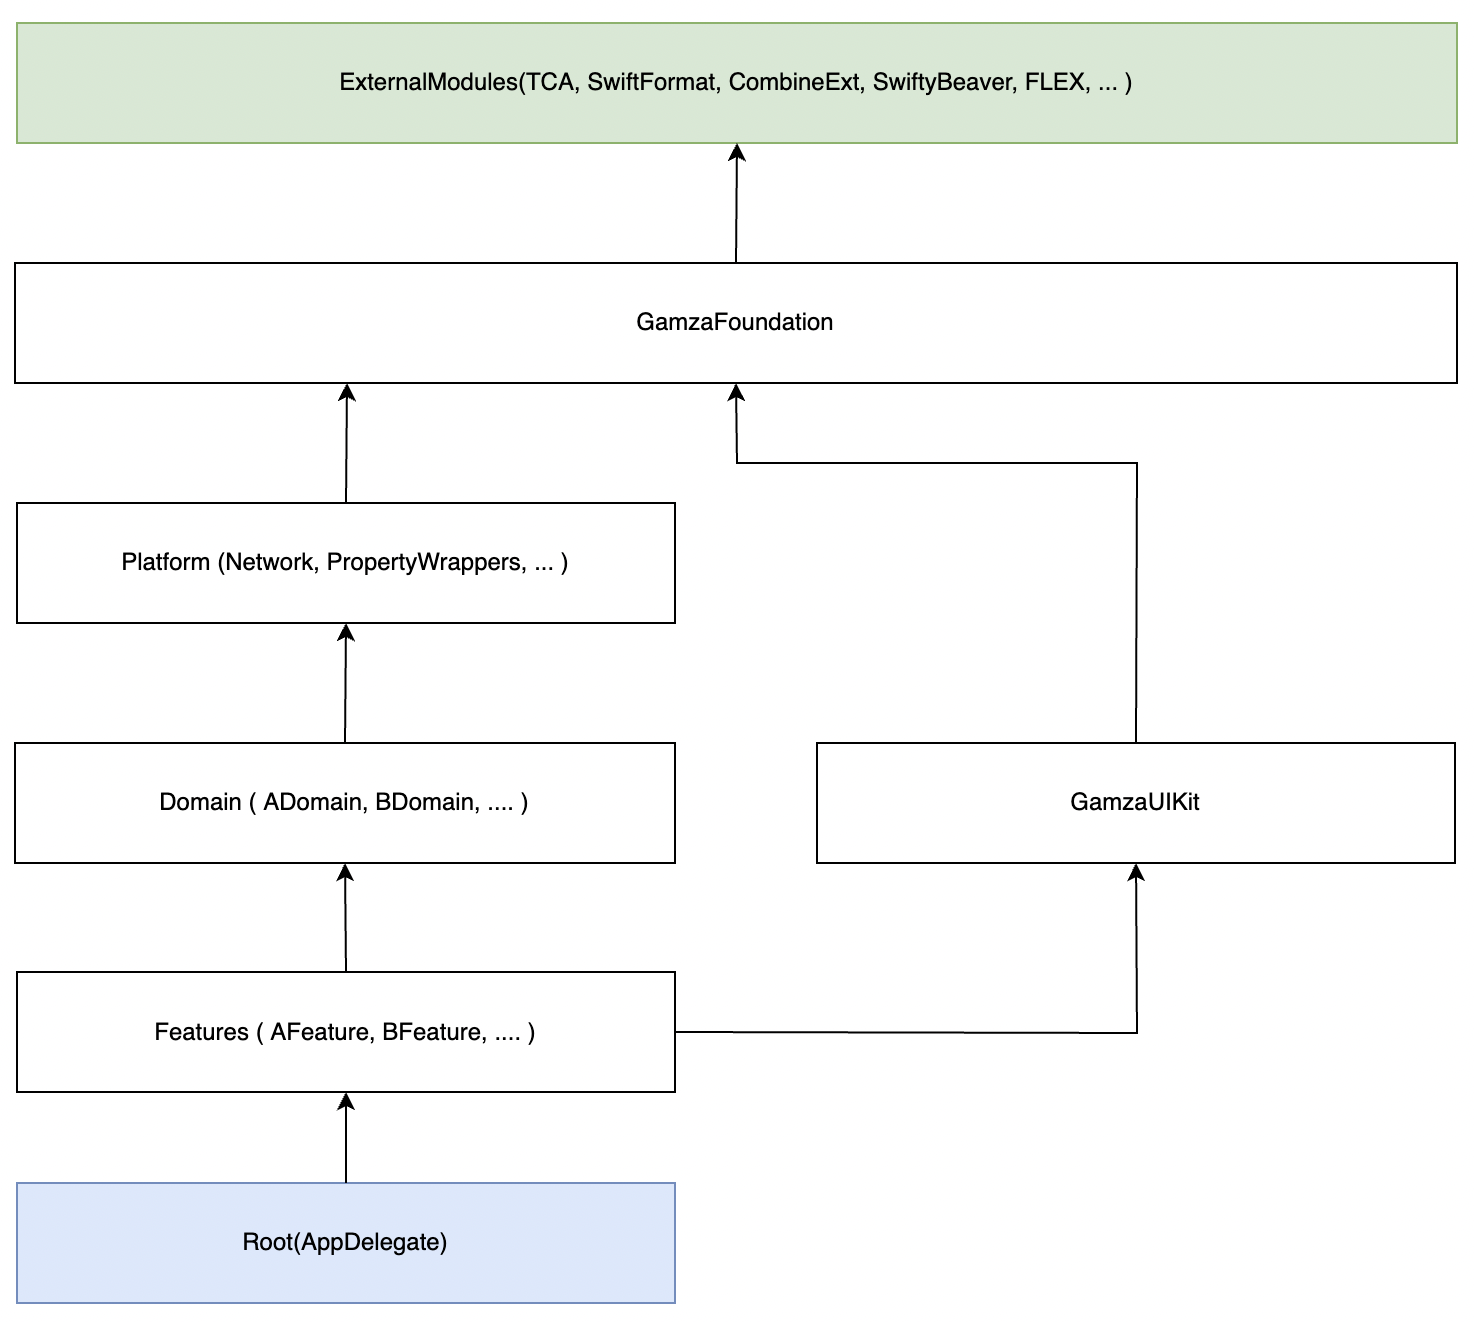 ExternalModules(TCA, SwiftFormat, CombineExt, SwiftyBeaver, FLEX, ... )
GamzaFoundation
Platform (Network, PropertyWrappers, ... )
Domain ( ADomain, BDomain, .... )
GamzaUIKit
Features ( AFeature, BFeature, .... )
Root(AppDelegate)